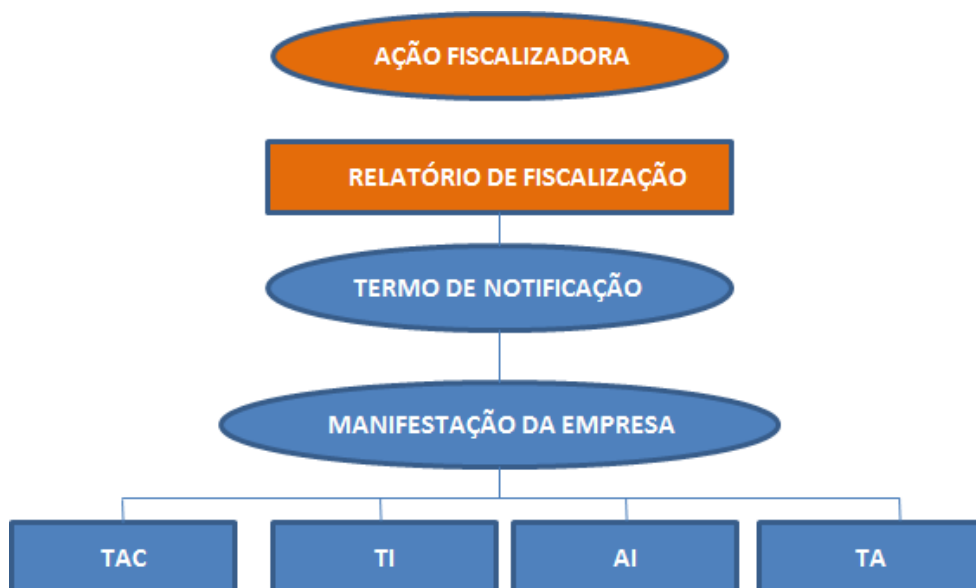 AÇÃO FISCALIZADORA
RELATÓRIO DE FISCALIZAÇÃO
TERMO DE NOTIFICAÇÃO
MANIFESTAÇÃO DA EMPRESA
TAC
TI
AI
TA